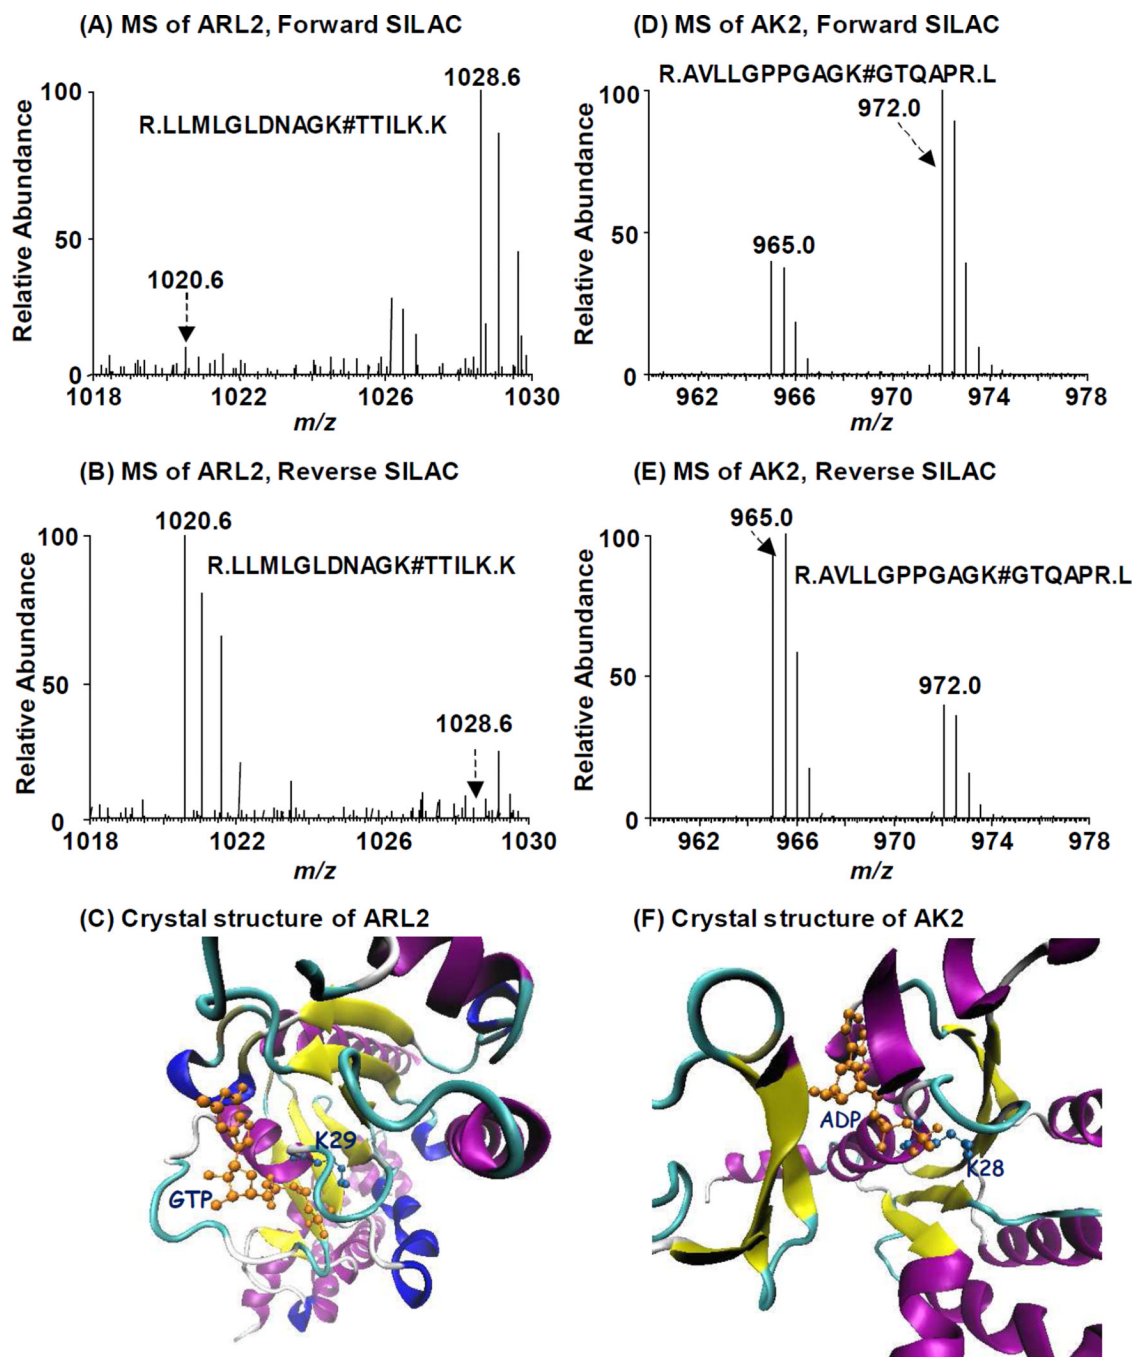 (A) MS of ARL2, Forward SILAC
1028.6
100
R.LLMLGLDNAGK#TTILK.K
Relative Abundance
50
1020.6
0
1018 1022 1026 1030
m/z
(D) MS of AK2, Forward SILAC
R.AVLLGPPGAGK#GTQAPR.L
100
972.0
Relative Abundance
50
965.0
0
962 966 970 974 978
m/z
(B) MS of ARL2, Reverse SILAC
100
1020.6
R.LLMLGLDNAGK#TTILK.K
Relative Abundance
50
1028.6
0
1018 1022 1026 1030
m/z
(E) MS of AK2, Reverse SILAC
965.0
100
R.AVLLGPPGAGK#GTQAPR.L
Relative Abundance
50
972.0
0
962 966 970 974 978
m/z
(C) Crystal structure of ARL2
K29
GTP
(F) Crystal structure of AK2
ADP
K28